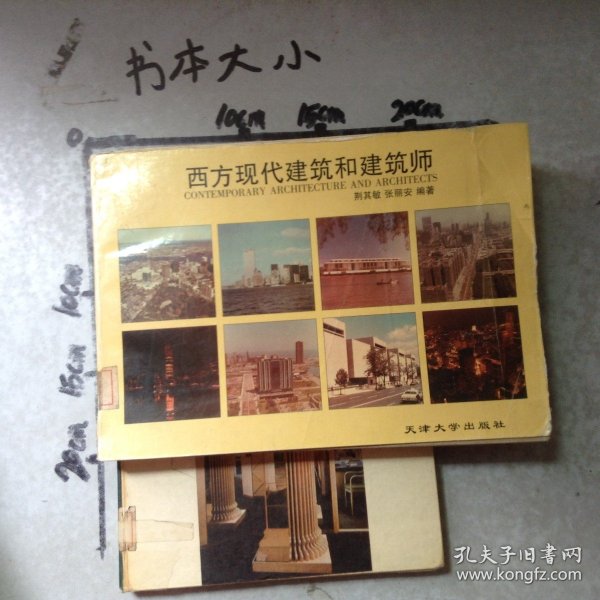 书本大小
10cm 15cm 20cm
0
西方现代建筑和建筑师
CONTEMPORARY ARCHITECTURE AND ARCHITECTS
荆其敏 张丽安 编著
10cm
15cm
20cm
天津大学出版社
孔夫子旧书网
www.kongfz.com